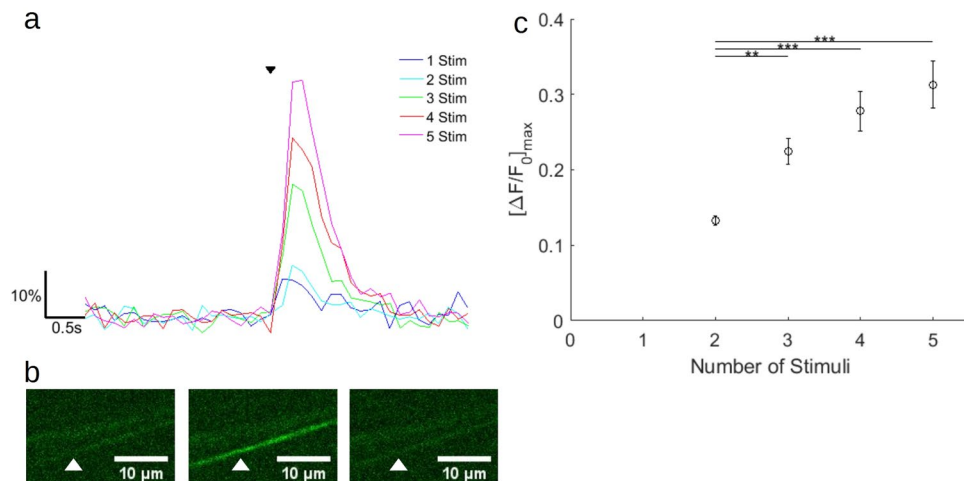 a
1 Stim
2 Stim
3 Stim
4 Stim
5 Stim
10%
0.5s
b
10 µm
10 µm
10 µm
c
0.4
0.3
0.2
0.1
0
[ΔF/F0]max
***
***
**
0 1 2 3 4 5
Number of Stimuli